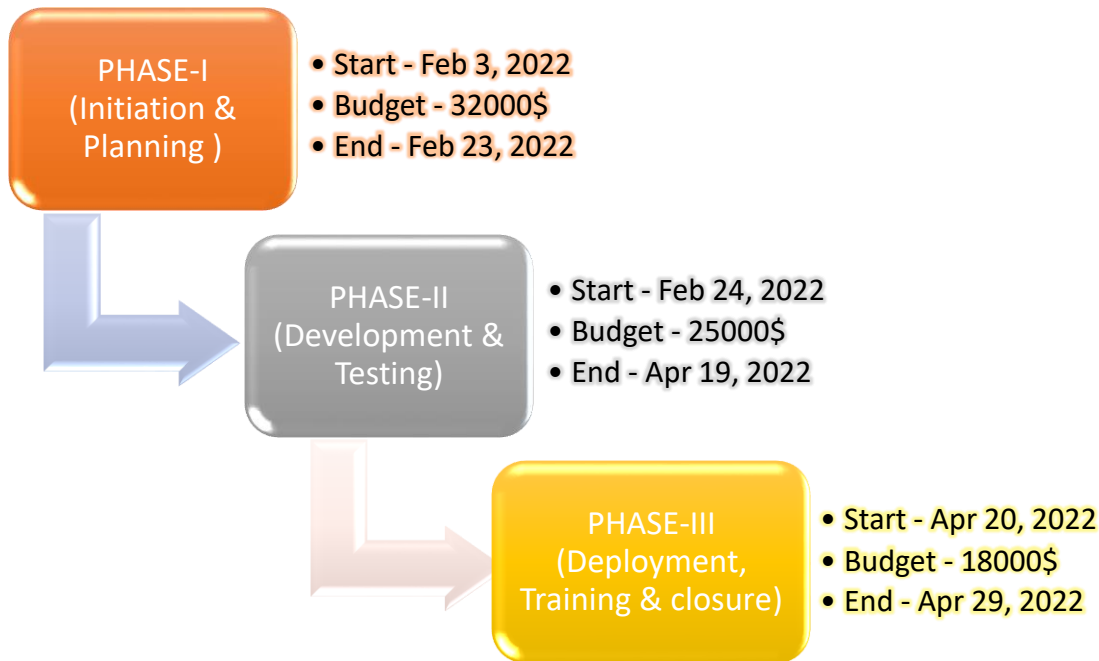 PHASE-I
(Initiation &
Planning )
• Start - Feb 3, 2022
• Budget - 32000$
• End - Feb 23, 2022
PHASE-II
(Development &
Testing)
• Start - Feb 24, 2022
• Budget - 25000$
• End - Apr 19, 2022
PHASE-III
(Deployment,
Training & closure)
• Start - Apr 20, 2022
• Budget - 18000$
• End - Apr 29, 2022